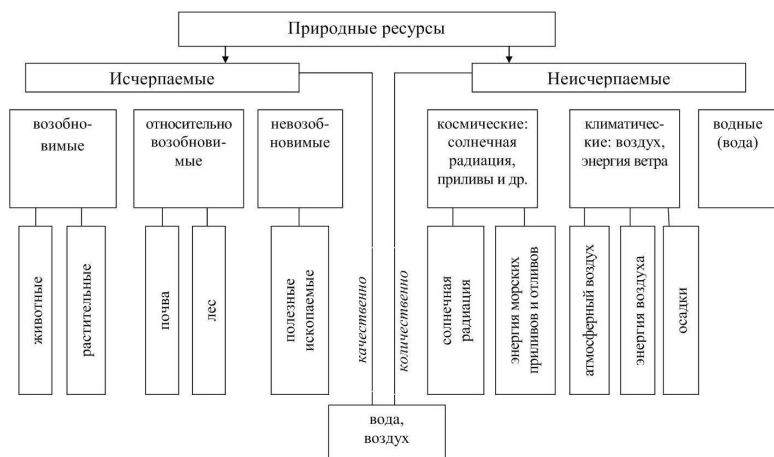 Природные ресурсы
Исчерпаемые
Неисчерпаемые
возобно-
вимые
относительно
возобнови-
мые
невозоб-
новимые
космические:
солнечная
радиация,
приливы и др.
климатичес-
кие: воздух,
энергия ветра
водные
(вода)
животные
растительные
почва
лес
полезные
ископаемые
качественно
количественно
солнечная
радиация
энергия морских
приливов и отливов
атмосферный воздух
энергия воздуха
осадки
вода,
воздух